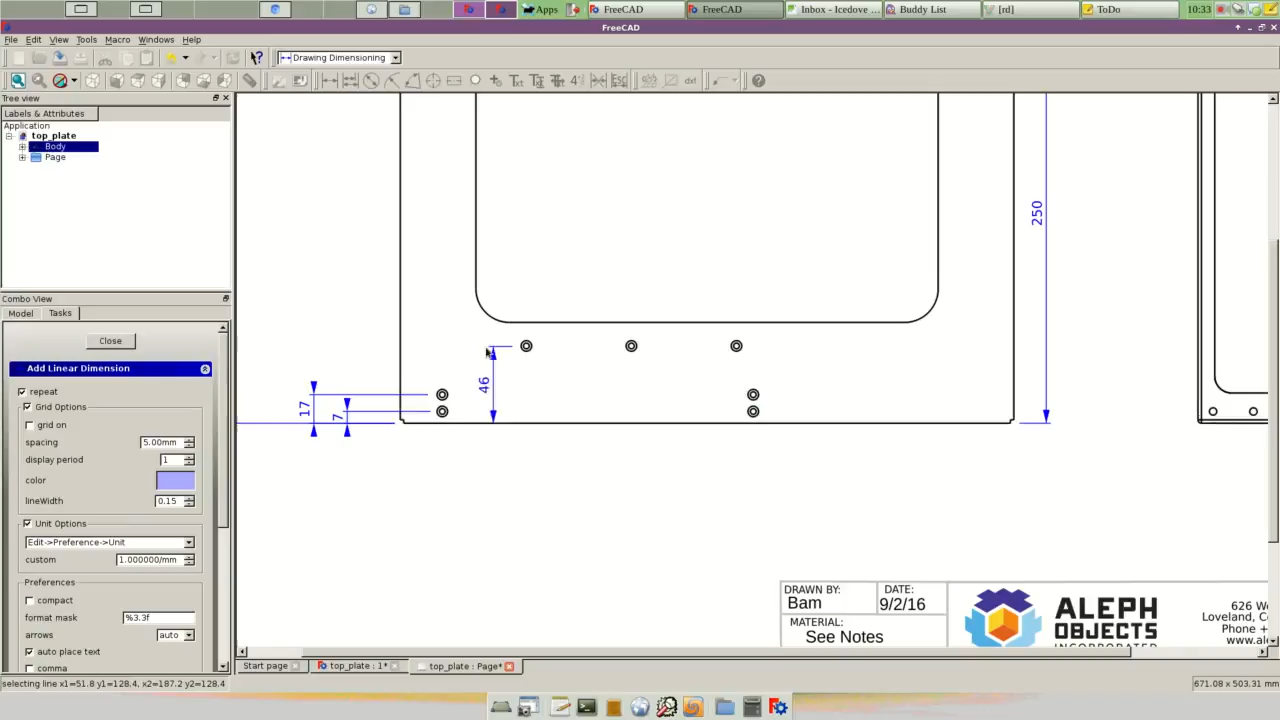 Apps
FreeCAD
FreeCAD
Inbox - Icedove ...
Buddy List
[rd]
ToDo
10:33
FreeCAD
File Edit View Tools Macro Windows Help
Drawing Dimensioning
Tree view
Labels & Attributes
Application
top_plate
Body
Page
Combo View
Model Tasks
Close
Add Linear Dimension
repeat
Grid Options
grid on
spacing 5.00mm
display period 1
color
lineWidth 0.15
Unit Options
Edit->Preference->Unit
custom 1.000000/mm
Preferences
compact
format mask %3.3f
arrows auto
auto place text
comma
250
46
17
7
DRAWN BY:
Bam
DATE:
9/2/16
MATERIAL:
See Notes
ALEPH
OBJECTS
INCORPORATED
626 W
Loveland, C
Phone +
www.al
Start page
top_plate : 1*
top_plate : Page*
selecting line x1=51.8 y1=128.4, x2=187.2 y2=128.4
671.08 x 503.31 mm